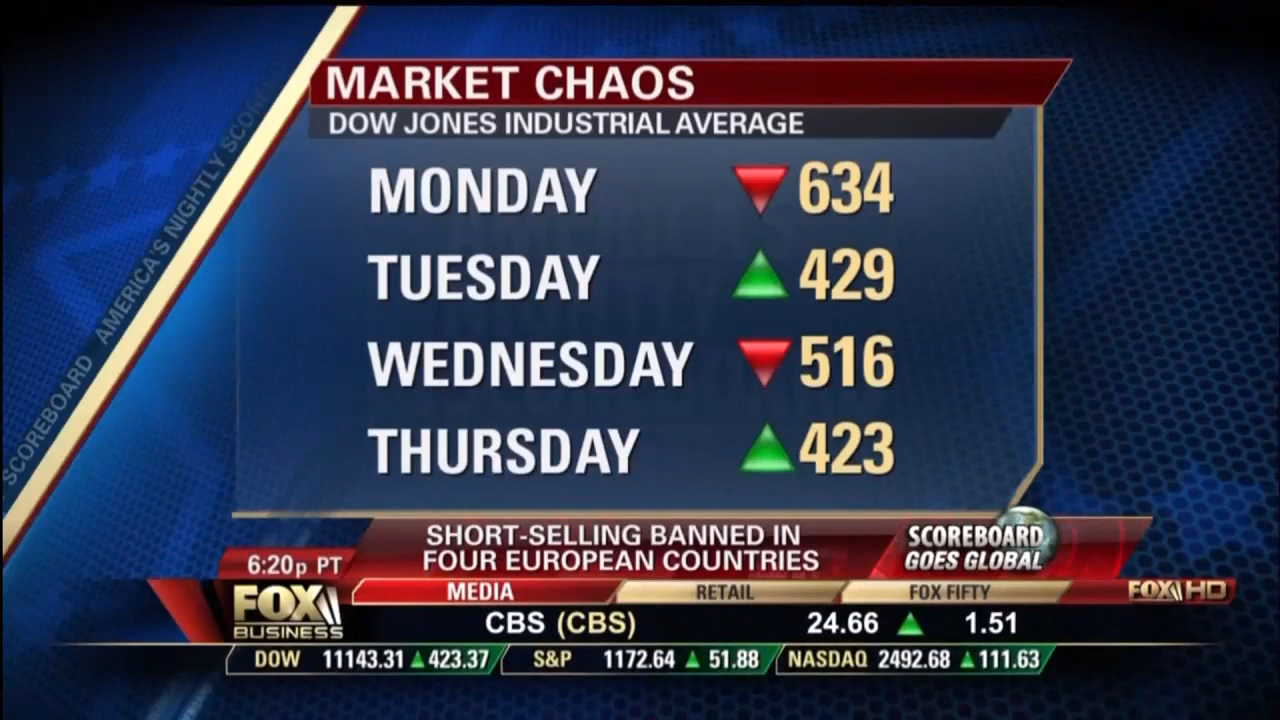 MARKET CHAOS
DOW JONES INDUSTRIAL AVERAGE
MONDAY ▼ 634
TUESDAY ▲ 429
WEDNESDAY ▼ 516
THURSDAY ▲ 423
SCOREBOARD AMERICA'S NIGHTLY
SHORT-SELLING BANNED IN
FOUR EUROPEAN COUNTRIES
SCOREBOARD
GOES GLOBAL
6:20p PT
FOX
BUSINESS
MEDIA RETAIL FOX FIFTY
FOX HD
CBS (CBS) 24.66 ▲ 1.51
DOW 11143.31 ▲ 423.37 S&P 1172.64 ▲ 51.88 NASDAQ 2492.68 ▲ 111.63